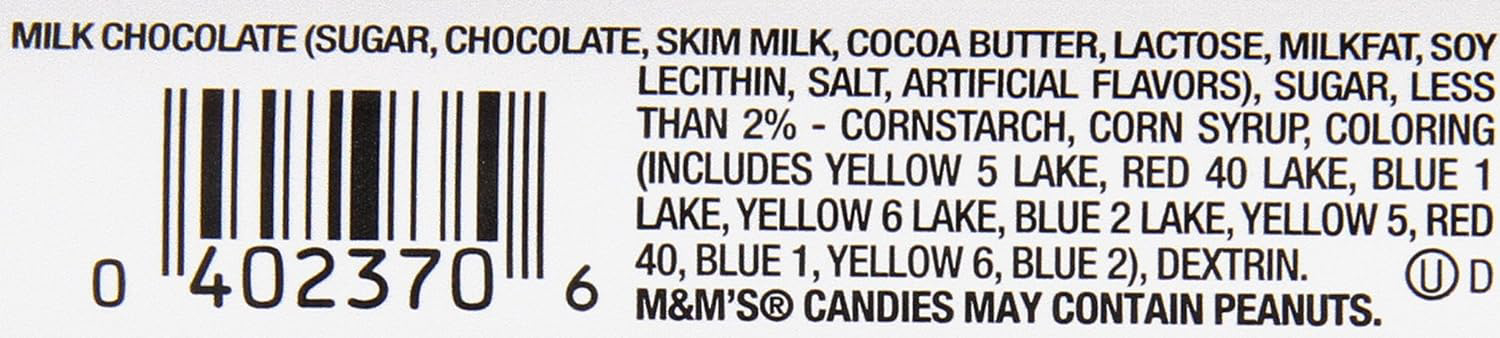 MILK CHOCOLATE (SUGAR, CHOCOLATE, SKIM MILK, COCOA BUTTER, LACTOSE, MILKFAT, SOY
LECITHIN, SALT, ARTIFICIAL FLAVORS), SUGAR, LESS
THAN 2% - CORNSTARCH, CORN SYRUP, COLORING
(INCLUDES YELLOW 5 LAKE, RED 40 LAKE, BLUE 1
LAKE, YELLOW 6 LAKE, BLUE 2 LAKE, YELLOW 5, RED
40, BLUE 1, YELLOW 6, BLUE 2), DEXTRIN.
Ⓤ D
M&M'S® CANDIES MAY CONTAIN PEANUTS.
0 402370 6